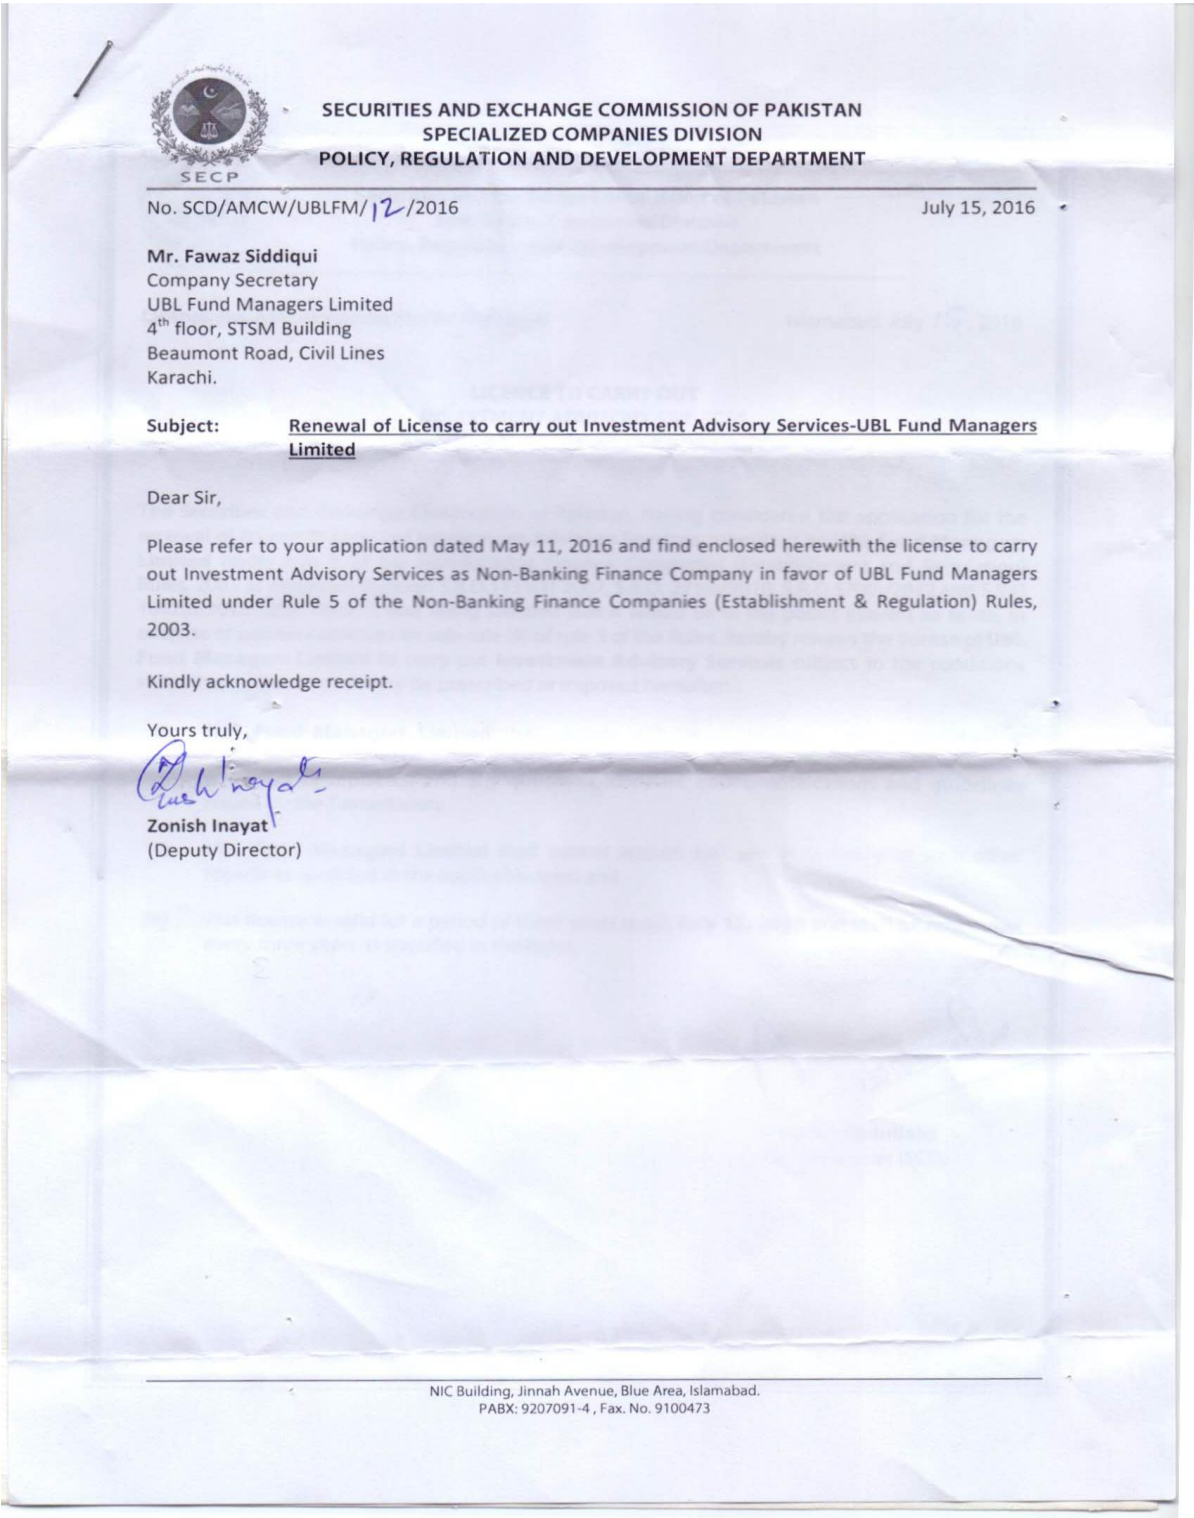 SECP
SECURITIES AND EXCHANGE COMMISSION OF PAKISTAN
SPECIALIZED COMPANIES DIVISION
POLICY, REGULATION AND DEVELOPMENT DEPARTMENT
No. SCD/AMCW/UBLFM/12/2016 July 15, 2016
Mr. Fawaz Siddiqui
Company Secretary
UBL Fund Managers Limited
4th floor, STSM Building
Beaumont Road, Civil Lines
Karachi.
Subject: Renewal of License to carry out Investment Advisory Services-UBL Fund Managers
Limited
Dear Sir,
Please refer to your application dated May 11, 2016 and find enclosed herewith the license to carry
out Investment Advisory Services as Non-Banking Finance Company in favor of UBL Fund Managers
Limited under Rule 5 of the Non-Banking Finance Companies (Establishment & Regulation) Rules,
2003.
Kindly acknowledge receipt.
Yours truly,
Zonish Inayat
(Deputy Director)
NIC Building, Jinnah Avenue, Blue Area, Islamabad.
PABX: 9207091-4 , Fax. No. 9100473